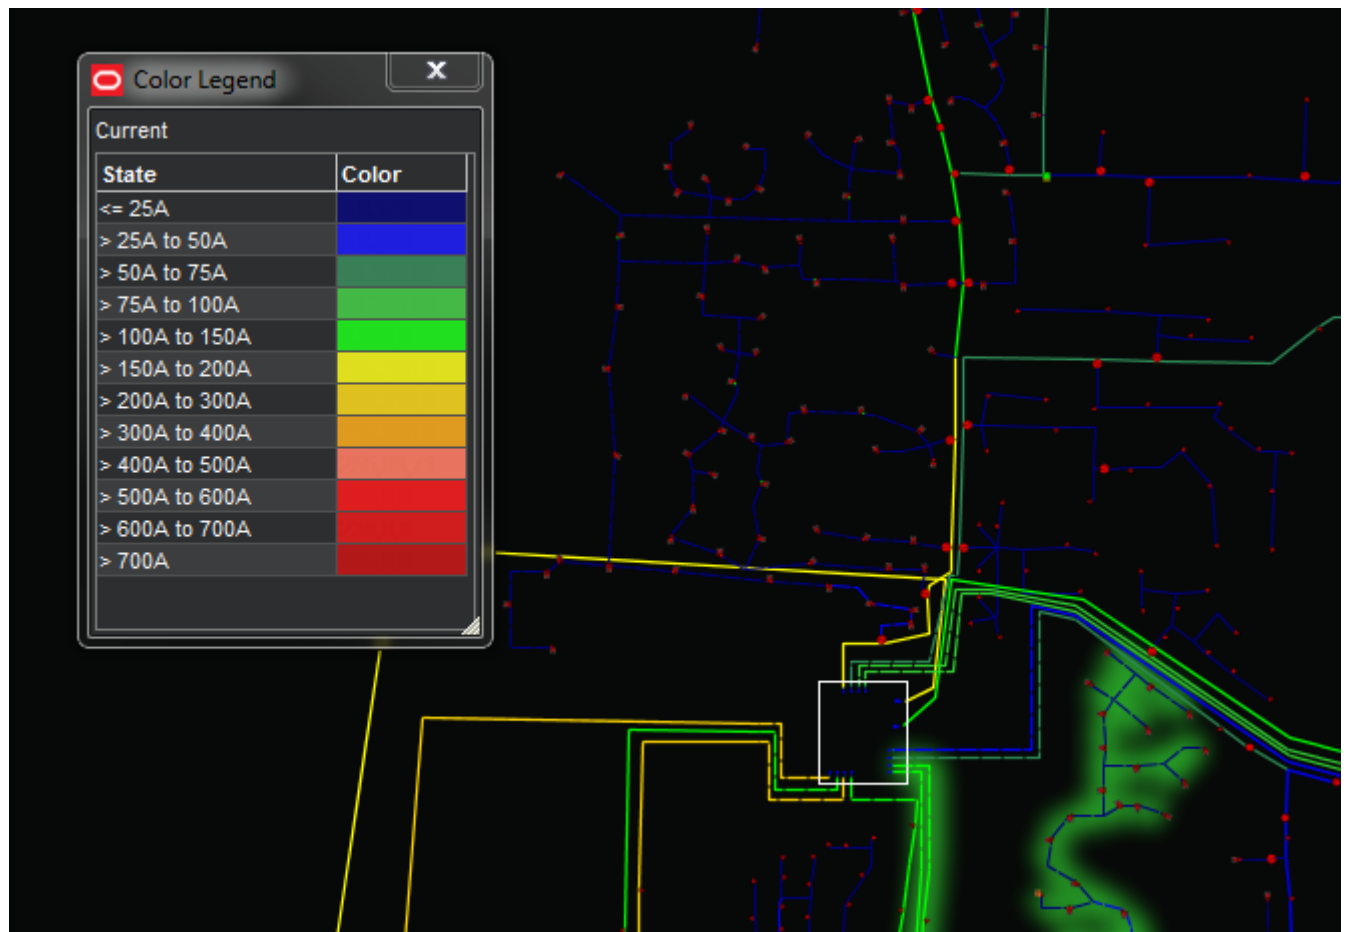 Color Legend
X
Current
State Color
<= 25A
> 25A to 50A
> 50A to 75A
> 75A to 100A
> 100A to 150A
> 150A to 200A
> 200A to 300A
> 300A to 400A
> 400A to 500A
> 500A to 600A
> 600A to 700A
> 700A